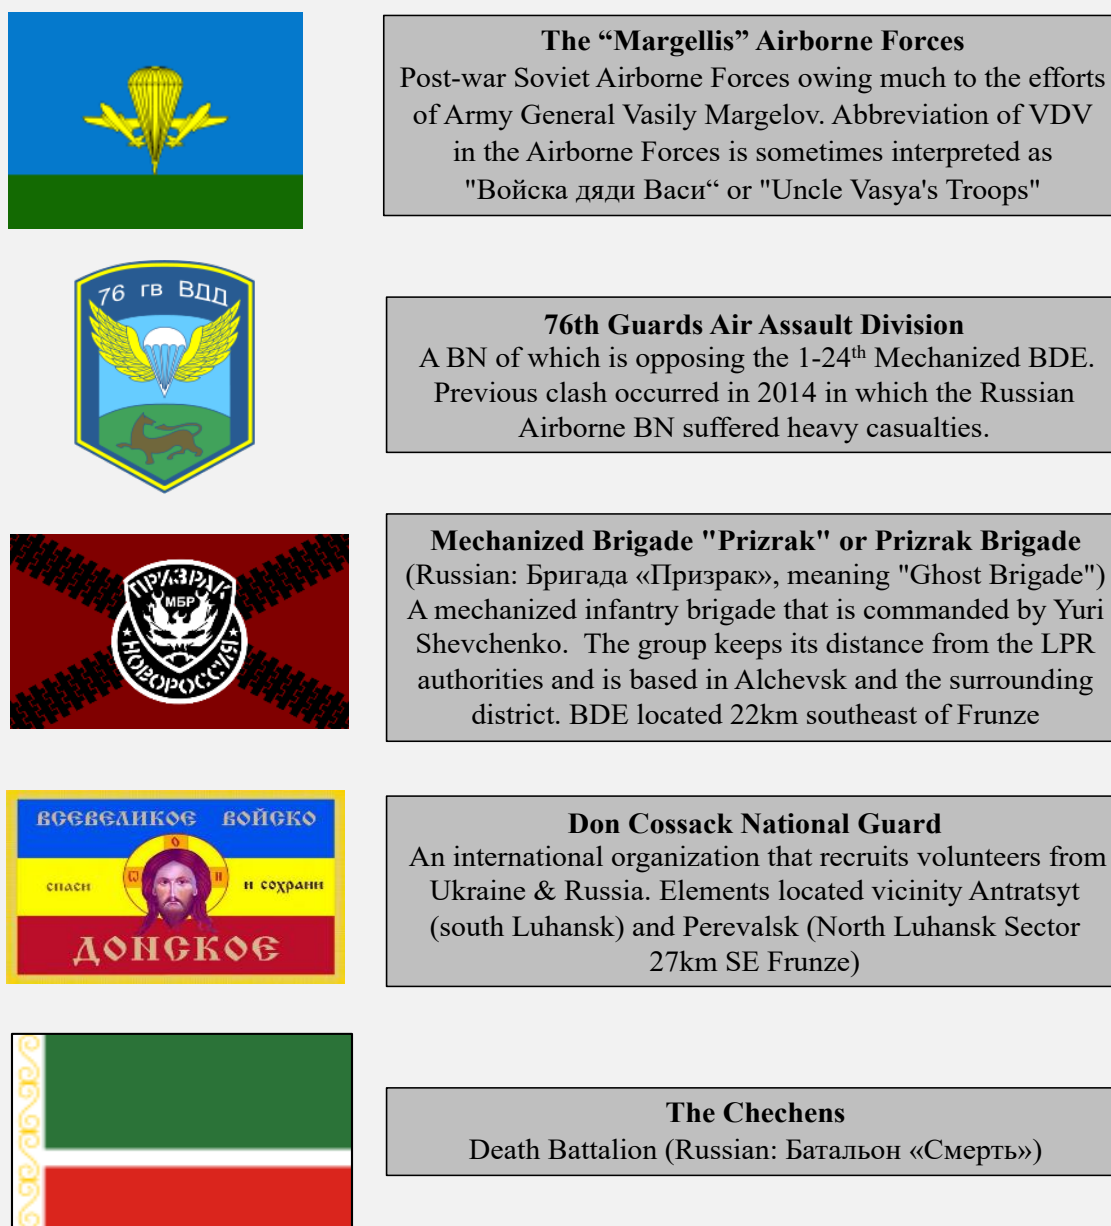 The “Margellis” Airborne Forces
Post-war Soviet Airborne Forces owing much to the efforts
of Army General Vasily Margelov. Abbreviation of VDV
in the Airborne Forces is sometimes interpreted as
"Войска дяди Васи“ or "Uncle Vasya's Troops"
76 гв ВДД
76th Guards Air Assault Division
A BN of which is opposing the 1-24th Mechanized BDE.
Previous clash occurred in 2014 in which the Russian
Airborne BN suffered heavy casualties.
ПРИЗРАК
МБР
НОВОРОССИЯ
Mechanized Brigade "Prizrak" or Prizrak Brigade
(Russian: Бригада «Призрак», meaning "Ghost Brigade")
A mechanized infantry brigade that is commanded by Yuri
Shevchenko. The group keeps its distance from the LPR
authorities and is based in Alchevsk and the surrounding
district. BDE located 22km southeast of Frunze
ВСЕВЕЛИКОЕ ВОЙСКО
спаси и сохрани
ДОНСКОЕ
Don Cossack National Guard
An international organization that recruits volunteers from
Ukraine & Russia. Elements located vicinity Antratsyt
(south Luhansk) and Perevalsk (North Luhansk Sector
27km SE Frunze)
The Chechens
Death Battalion (Russian: Батальон «Смерть»)